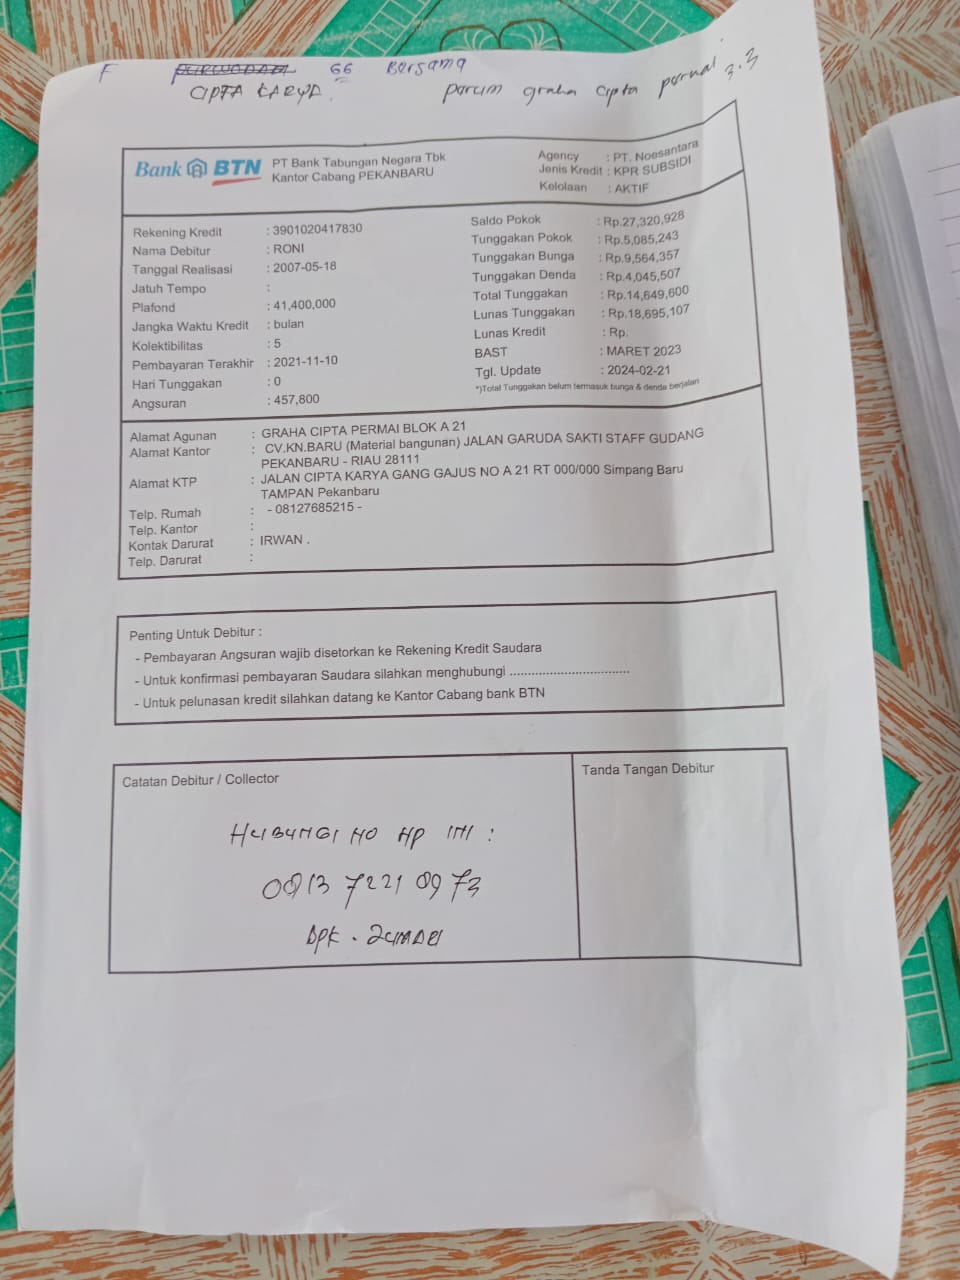 F GG Bersama
CIPTA KARYA. perum graha cipta permai 3.3
Bank BTN PT Bank Tabungan Negara Tbk
Kantor Cabang PEKANBARU
Agency : PT. Noesantara
Jenis Kredit : KPR SUBSIDI
Kelolaan : AKTIF
Rekening Kredit : 3901020417830
Nama Debitur : RONI
Tanggal Realisasi : 2007-05-18
Jatuh Tempo :
Plafond : 41,400,000
Jangka Waktu Kredit : bulan
Kolektibilitas : 5
Pembayaran Terakhir : 2021-11-10
Hari Tunggakan : 0
Angsuran : 457,800
Saldo Pokok : Rp.27,320,928
Tunggakan Pokok : Rp.5,085,243
Tunggakan Bunga : Rp.9,564,357
Tunggakan Denda : Rp.4,045,507
Total Tunggakan : Rp.14,649,600
Lunas Tunggakan : Rp.18,695,107
Lunas Kredit : Rp.
BAST : MARET 2023
Tgl. Update : 2024-02-21
*)Total Tunggakan belum termasuk bunga & denda berjalan
Alamat Agunan : GRAHA CIPTA PERMAI BLOK A 21
Alamat Kantor : CV.KN.BARU (Material bangunan) JALAN GARUDA SAKTI STAFF GUDANG
PEKANBARU - RIAU 28111
Alamat KTP : JALAN CIPTA KARYA GANG GAJUS NO A 21 RT 000/000 Simpang Baru
TAMPAN Pekanbaru
Telp. Rumah : - 08127685215 -
Telp. Kantor :
Kontak Darurat : IRWAN .
Telp. Darurat :
Penting Untuk Debitur :
- Pembayaran Angsuran wajib disetorkan ke Rekening Kredit Saudara
- Untuk konfirmasi pembayaran Saudara silahkan menghubungi .................................
- Untuk pelunasan kredit silahkan datang ke Kantor Cabang bank BTN
Catatan Debitur / Collector
Tanda Tangan Debitur
HUBUNGI NO HP INI :
0813 7221 0973
BPK .